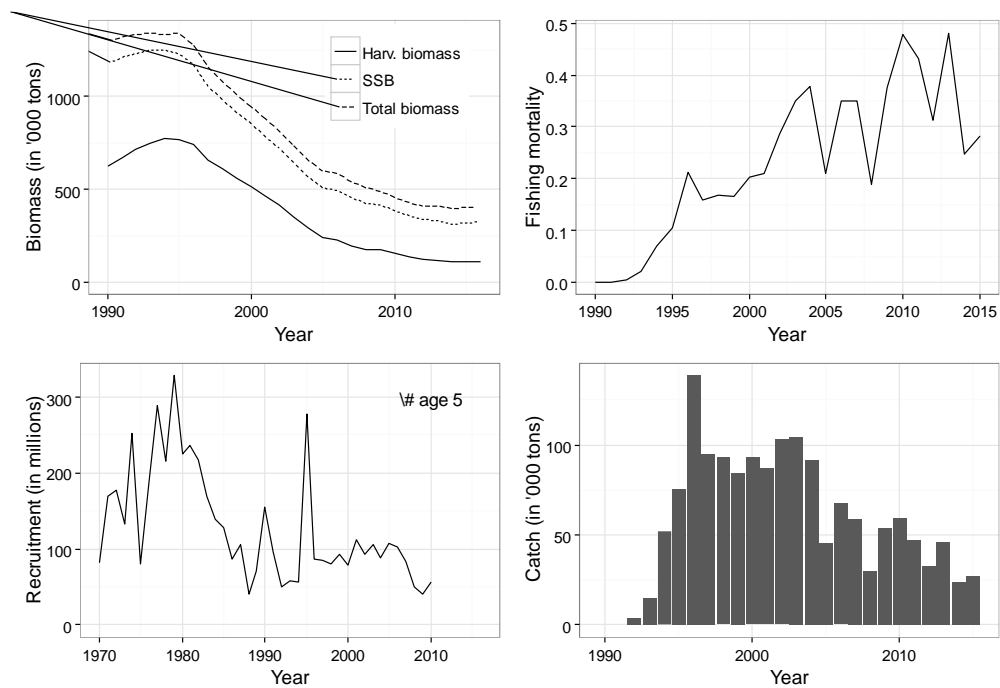 Biomass (in '000 tons)
1000
500
0
1990
2000
2010
Year
Harv. biomass
SSB
Total biomass
Fishing mortality
0.5
0.4
0.3
0.2
0.1
0.0
1990
1995
2000
2005
2010
2015
Year
Recruitment (in millions)
300
200
100
0
1970
1980
1990
2000
2010
Year
\# age 5
Catch (in '000 tons)
100
50
0
1990
2000
2010
Year